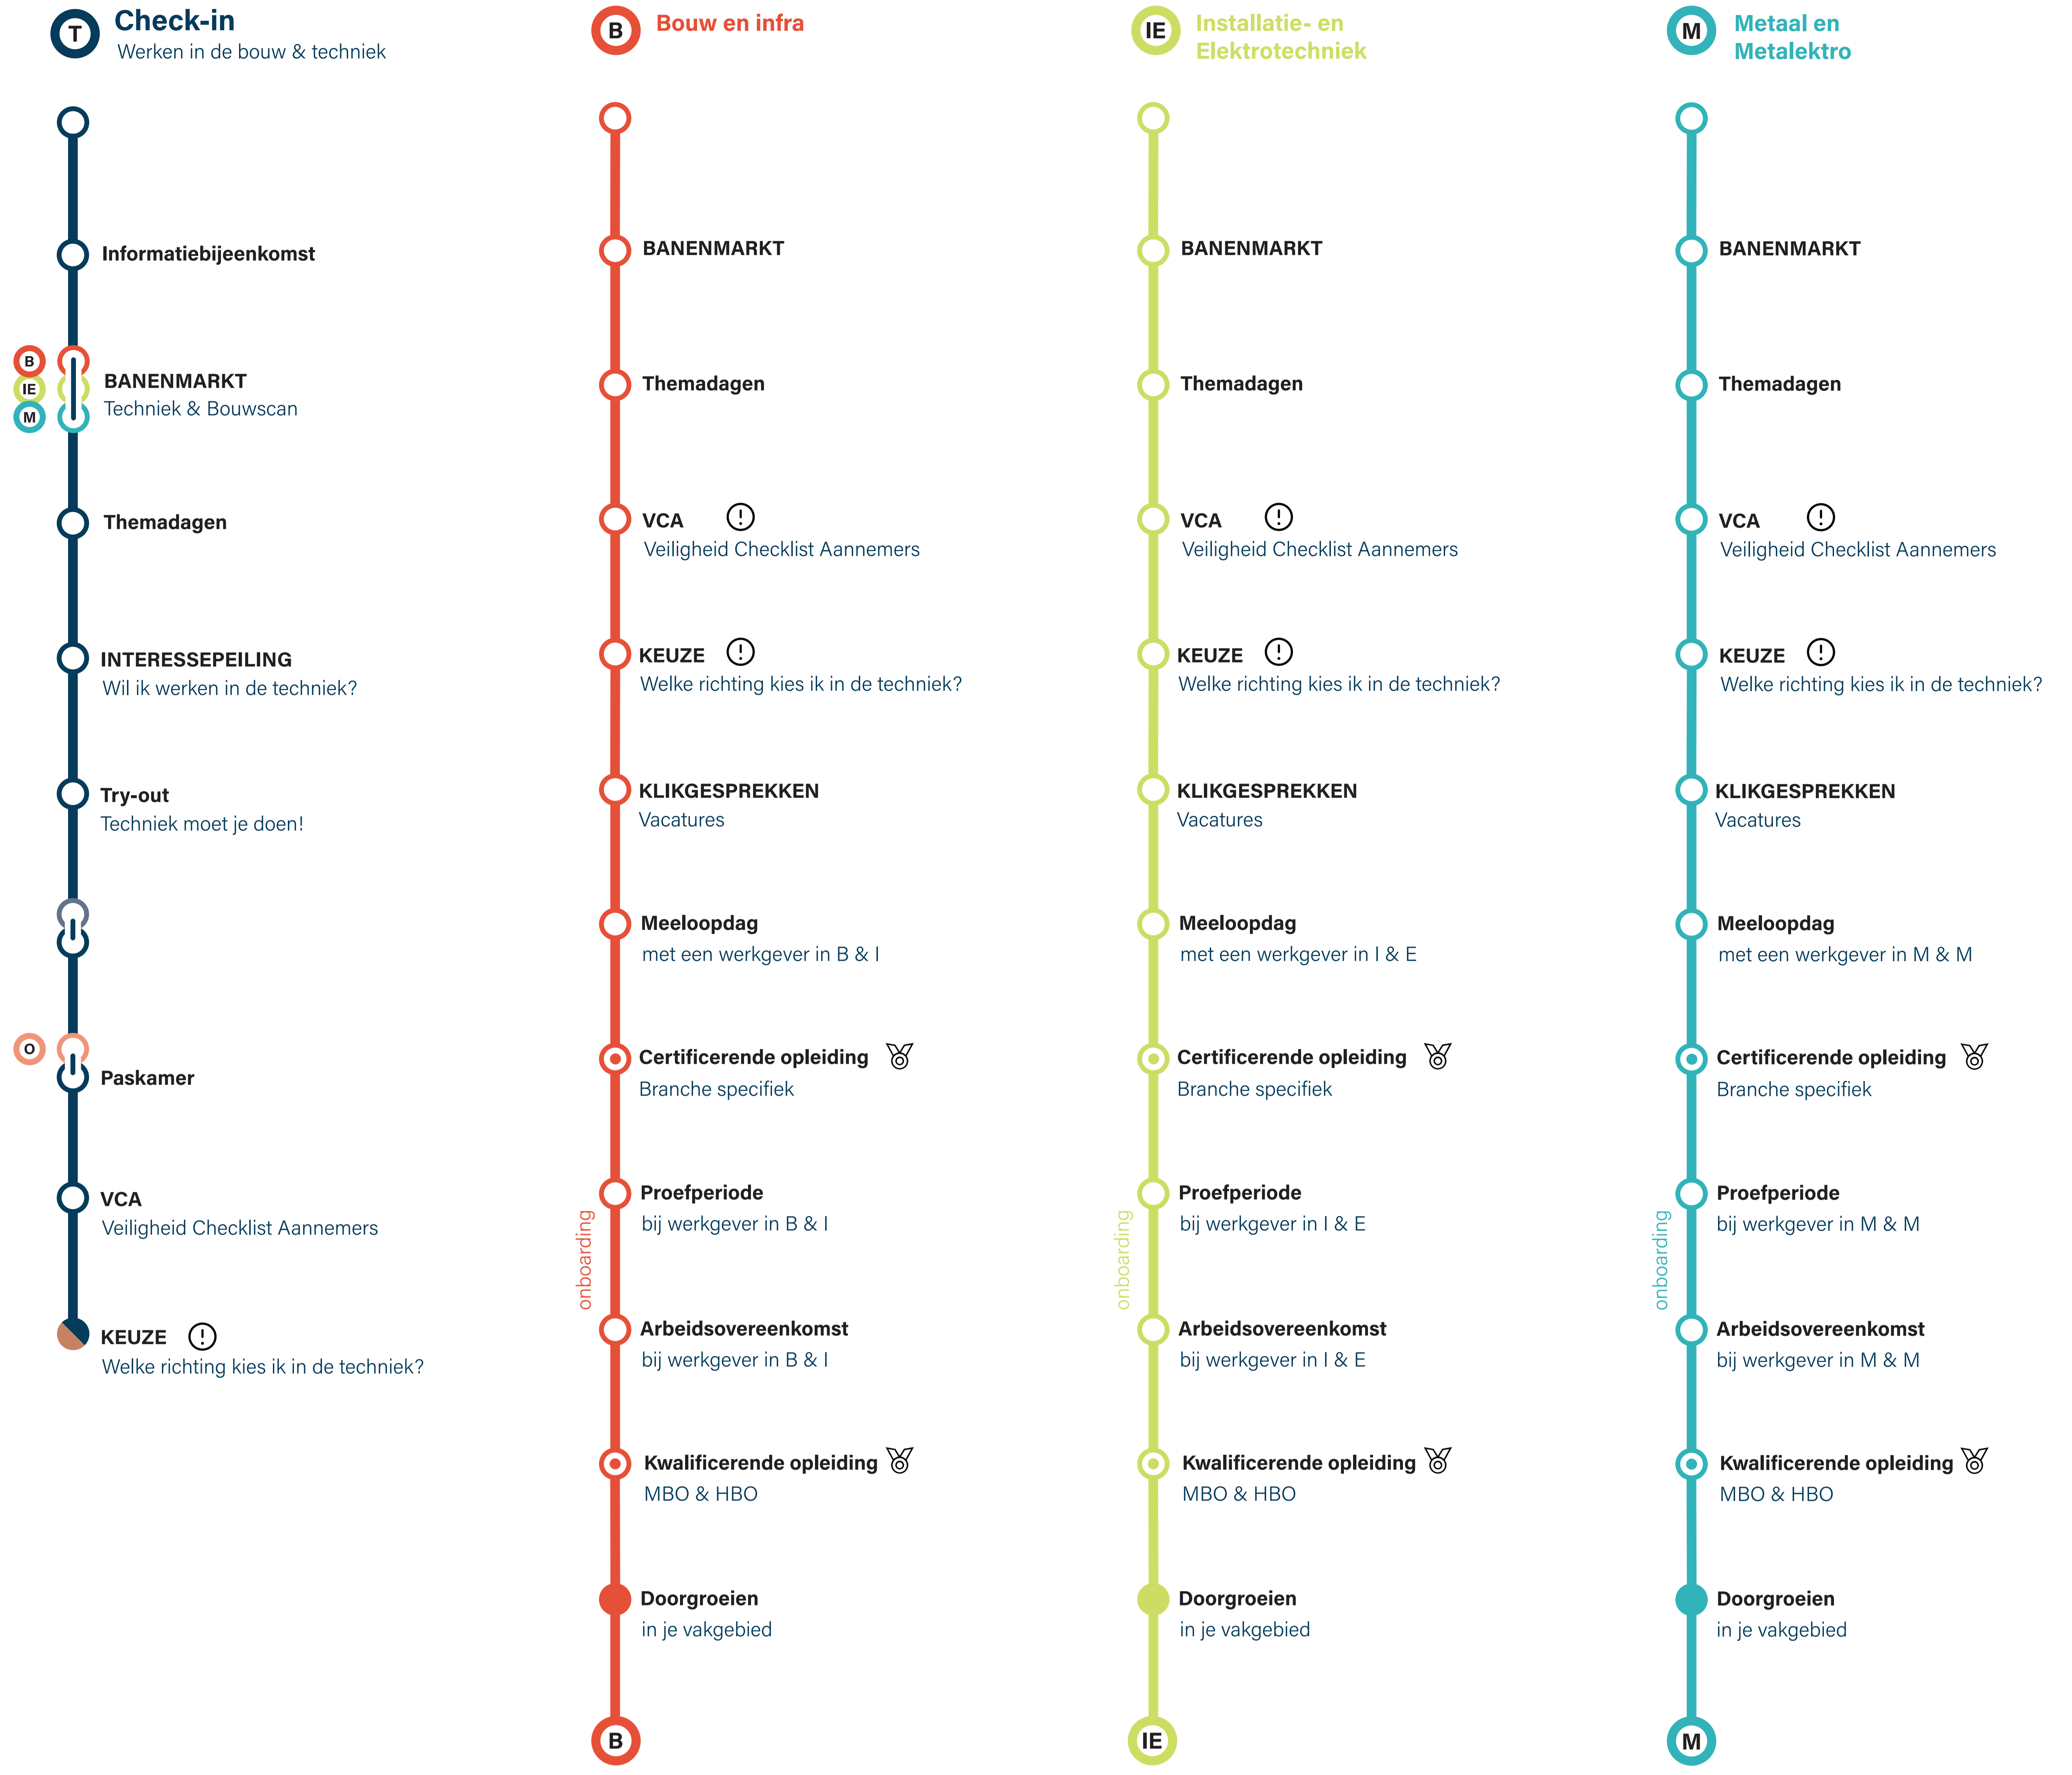 T
Check-in
Werken in de bouw & techniek
Informatiebijeenkomst
B
IE
M
BANENMARKT
Techniek & Bouwscan
Themadagen
INTERESSEPEILING
Wil ik werken in de techniek?
Try-out
Techniek moet je doen!
O
Paskamer
VCA
Veiligheid Checklist Aannemers
KEUZE
Welke richting kies ik in de techniek?
B
Bouw en infra
BANENMARKT
Themadagen
VCA
Veiligheid Checklist Aannemers
KEUZE
Welke richting kies ik in de techniek?
KLIKGESPREKKEN
Vacatures
Meeloopdag
met een werkgever in B & I
Certificerende opleiding
Branche specifiek
onboarding
Proefperiode
bij werkgever in B & I
Arbeidsovereenkomst
bij werkgever in B & I
Kwalificerende opleiding
MBO & HBO
Doorgroeien
in je vakgebied
B
IE
Installatie- en
Elektrotechniek
BANENMARKT
Themadagen
VCA
Veiligheid Checklist Aannemers
KEUZE
Welke richting kies ik in de techniek?
KLIKGESPREKKEN
Vacatures
Meeloopdag
met een werkgever in I & E
Certificerende opleiding
Branche specifiek
onboarding
Proefperiode
bij werkgever in I & E
Arbeidsovereenkomst
bij werkgever in I & E
Kwalificerende opleiding
MBO & HBO
Doorgroeien
in je vakgebied
IE
M
Metaal en
Metalektro
BANENMARKT
Themadagen
VCA
Veiligheid Checklist Aannemers
KEUZE
Welke richting kies ik in de techniek?
KLIKGESPREKKEN
Vacatures
Meeloopdag
met een werkgever in M & M
Certificerende opleiding
Branche specifiek
onboarding
Proefperiode
bij werkgever in M & M
Arbeidsovereenkomst
bij werkgever in M & M
Kwalificerende opleiding
MBO & HBO
Doorgroeien
in je vakgebied
M